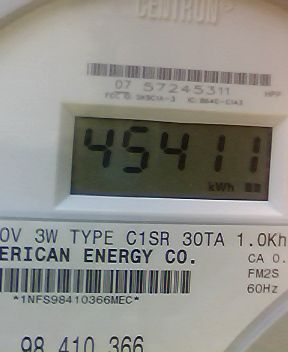 CENTRON
07 57245311
HPP
45411
kWh
0V 3W TYPE C1SR 30TA 1.0Kh
ERICAN ENERGY CO.
CA 0.
FM2S
*1NFS98410366MEC*
60Hz
98 410 366